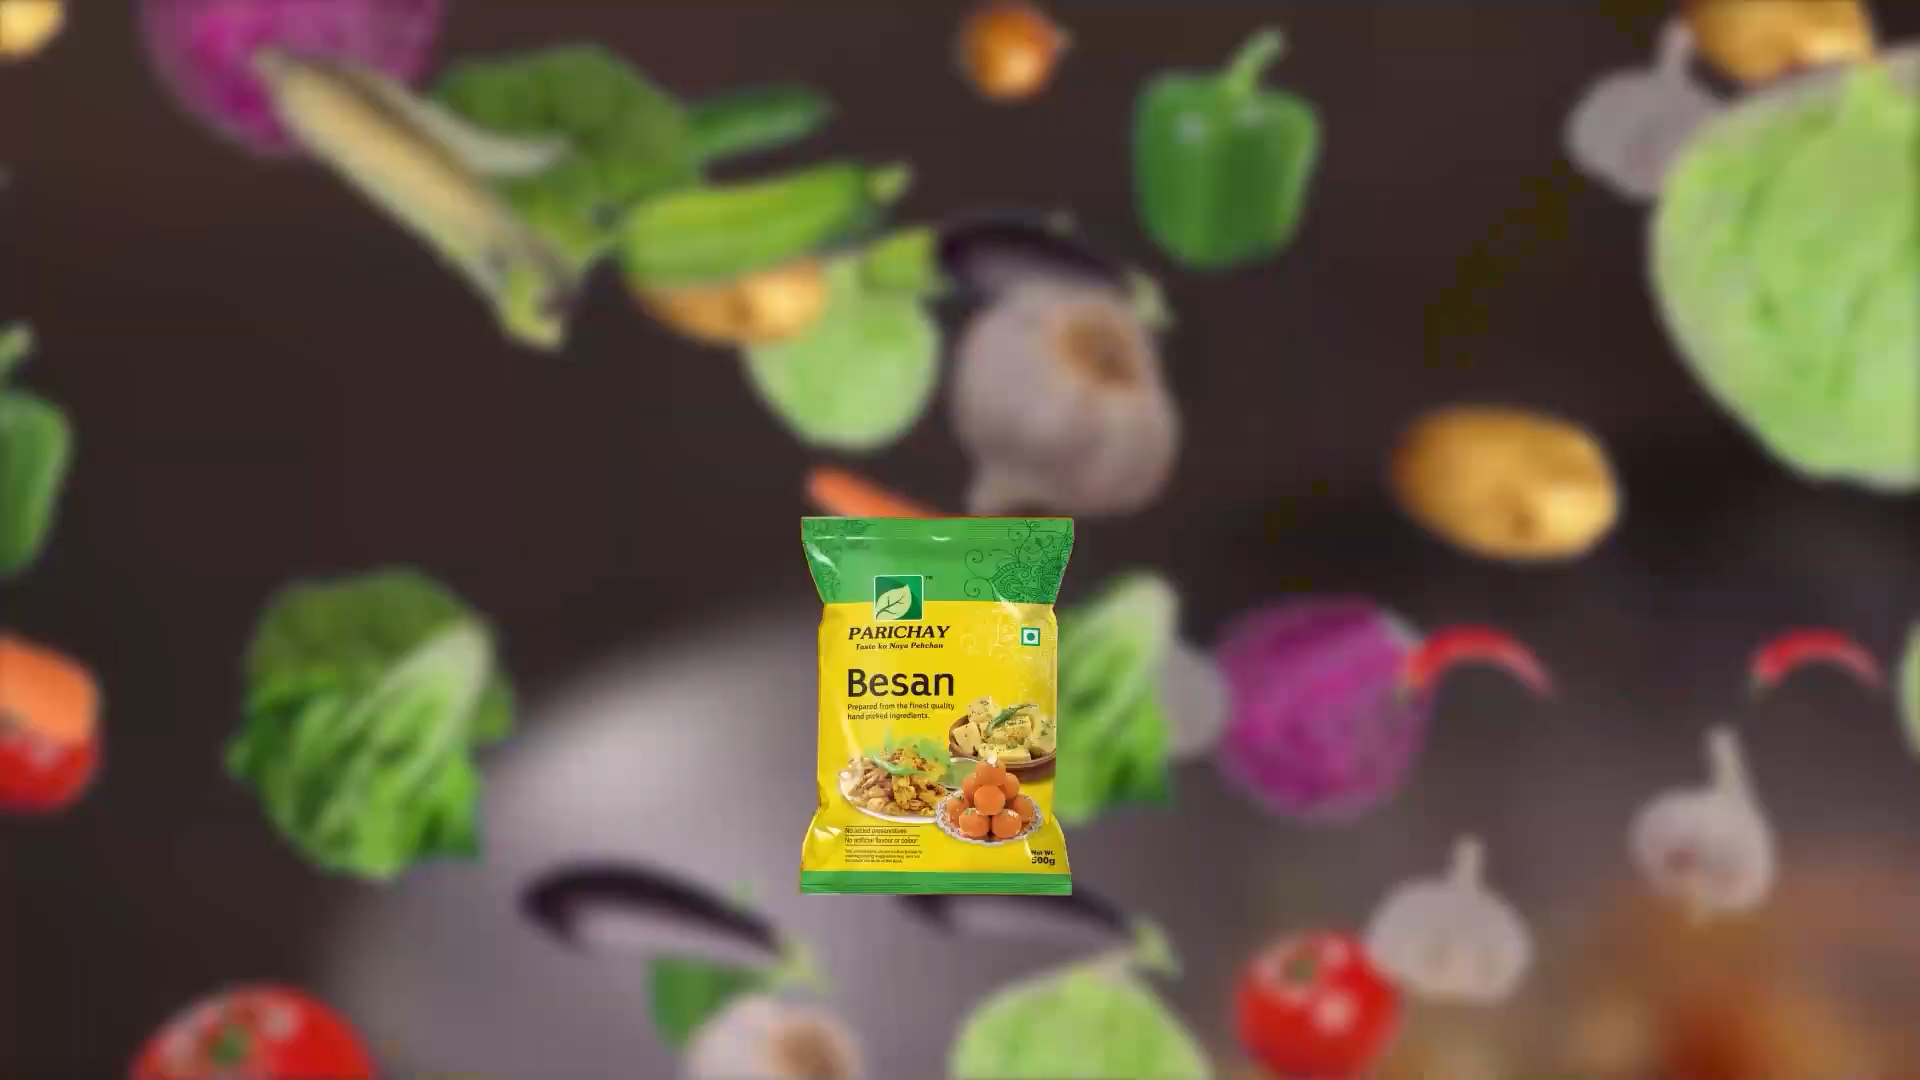 TM
PARICHAY
Taste ka Naya Pehchan
Besan
Prepared from the finest quality
hand picked ingredients.
No added preservatives
No artificial flavour or colour
Net Wt.
500g